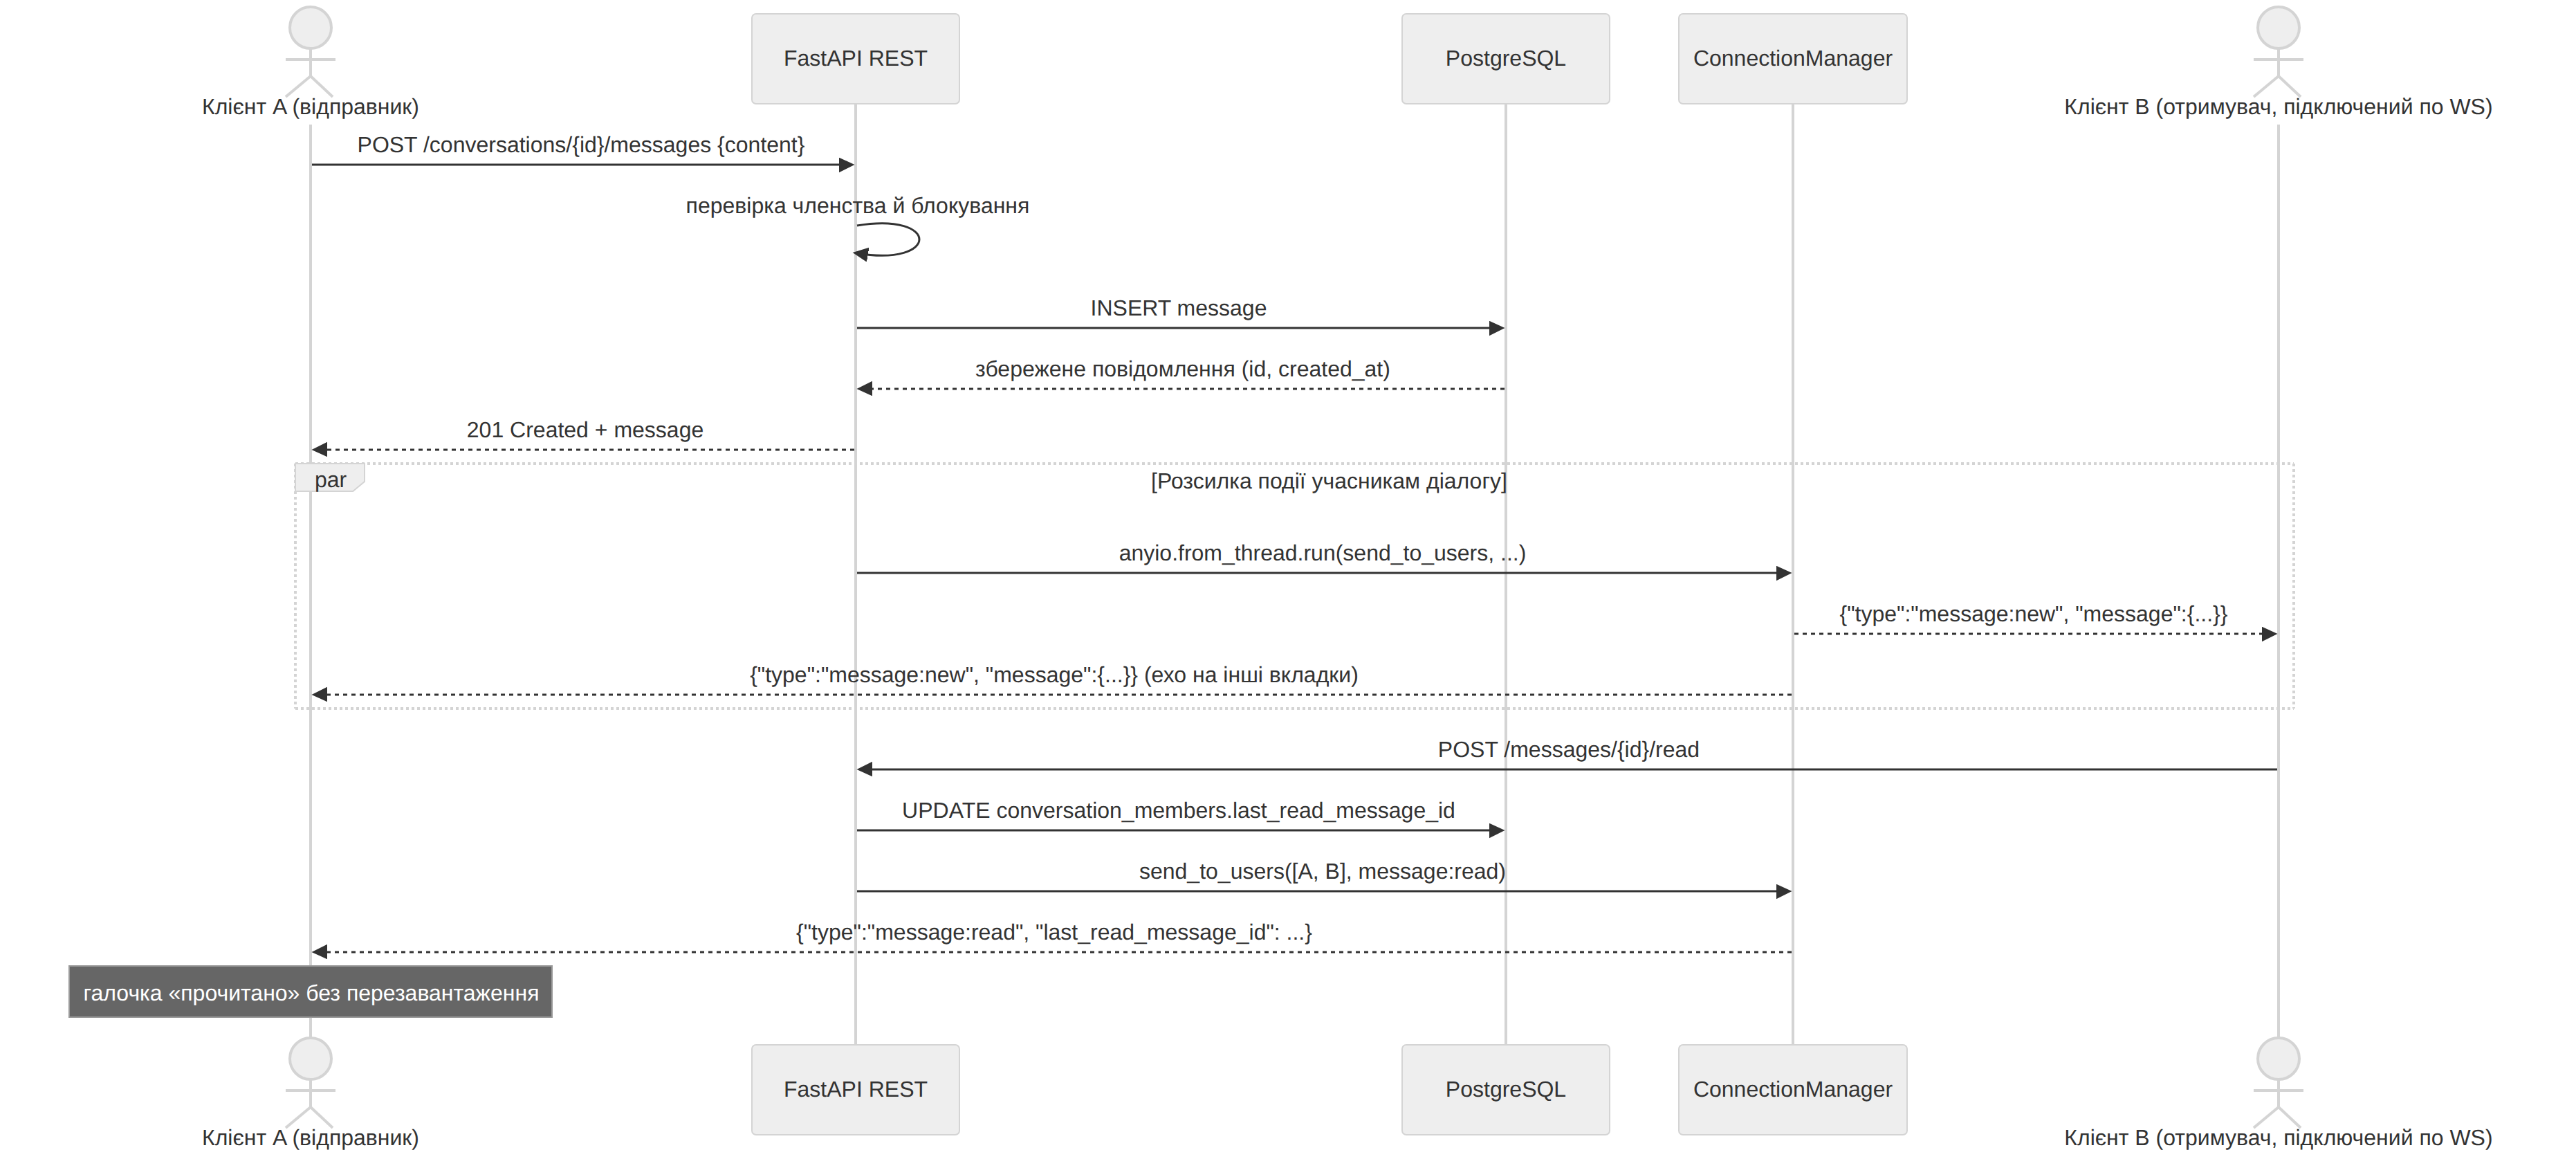 Клієнт A (відправник)
FastAPI REST
PostgreSQL
ConnectionManager
Клієнт B (отримувач, підключений по WS)
POST /conversations/{id}/messages {content}
перевірка членства й блокування
INSERT message
збережене повідомлення (id, created_at)
201 Created + message
par
[Розсилка події учасникам діалогу]
anyio.from_thread.run(send_to_users, ...)
{"type":"message:new", "message":{...}}
{"type":"message:new", "message":{...}} (ехо на інші вкладки)
POST /messages/{id}/read
UPDATE conversation_members.last_read_message_id
send_to_users([A, B], message:read)
{"type":"message:read", "last_read_message_id": ...}
галочка «прочитано» без перезавантаження
FastAPI REST
PostgreSQL
ConnectionManager
Клієнт A (відправник)
Клієнт B (отримувач, підключений по WS)